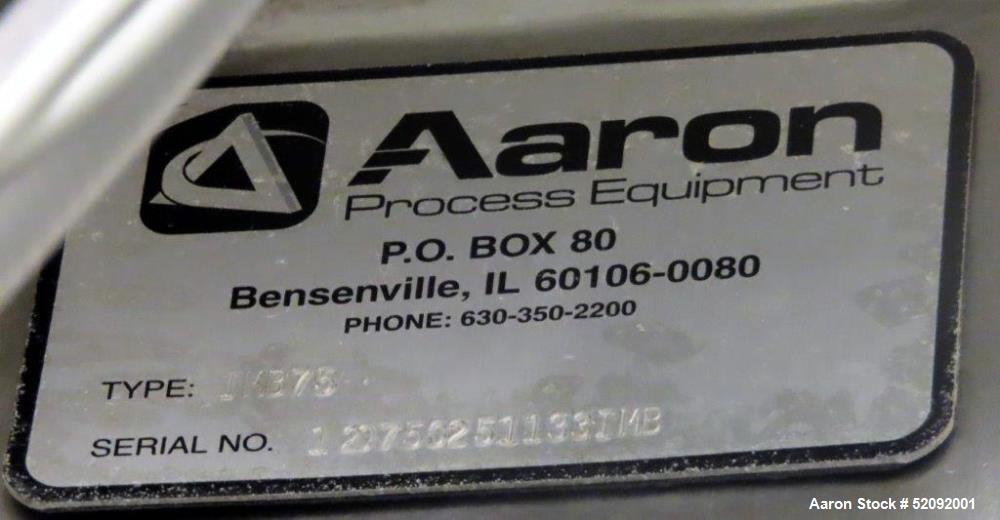 Aaron
Process Equipment
P.O. BOX 80
Bensenville, IL 60106-0080
PHONE: 630-350-2200
TYPE: IMB75
SERIAL NO.
Aaron Stock # 52092001